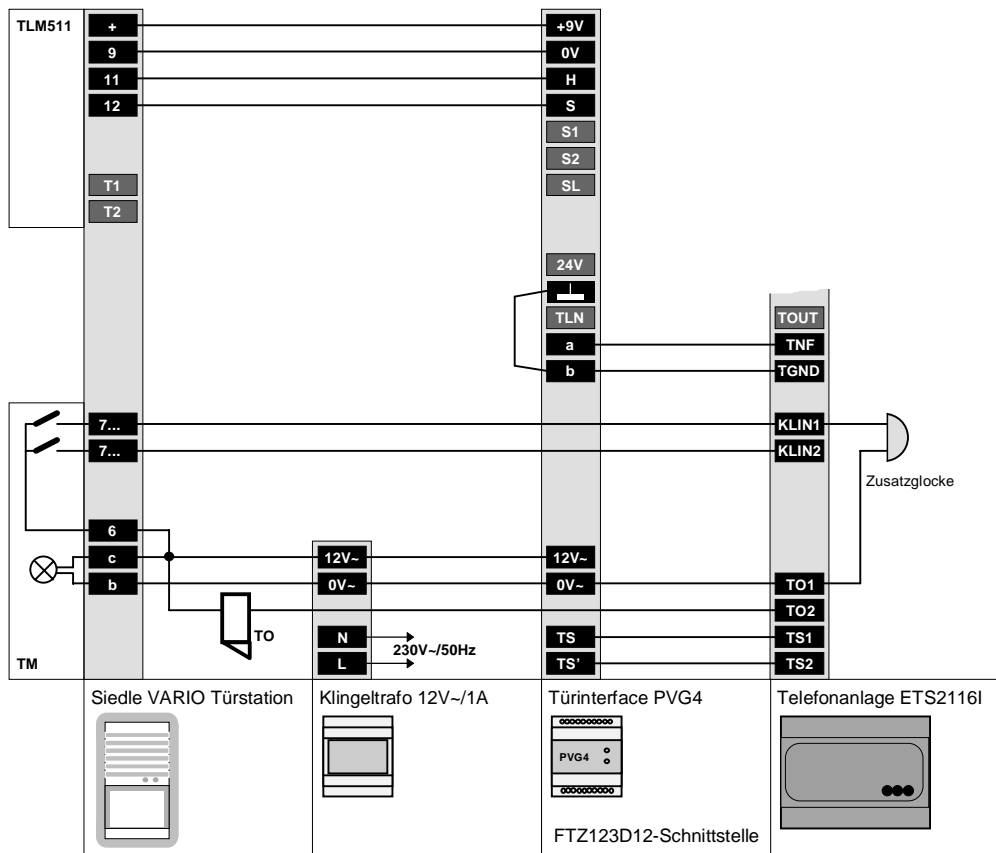 TLM511 + +9V
9 0V
11 H
12 S
S1
S2
T1 SL
T2
24V
TLN TOUT
a TNF
b TGND
7... KLIN1
7... KLIN2
Zusatzglocke
6
c 12V~ 12V~
b 0V~ 0V~ TO1
TO2
TO N 230V~/50Hz TS TS1
TM L TS' TS2
Siedle VARIO Türstation Klingeltrafo 12V~/1A Türinterface PVG4 Telefonanlage ETS2116I
PVG4
FTZ123D12-Schnittstelle